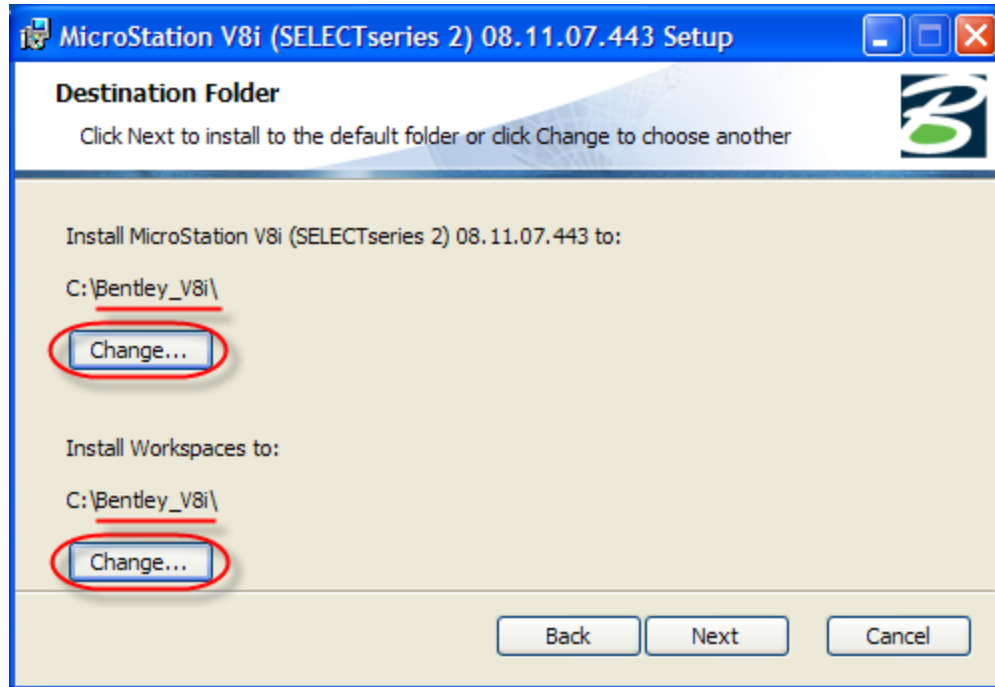 MicroStation V8i (SELECTseries 2) 08.11.07.443 Setup
Destination Folder
Click Next to install to the default folder or click Change to choose another
Install MicroStation V8i (SELECTseries 2) 08.11.07.443 to:
C:\Bentley_V8i\
Change...
Install Workspaces to:
C:\Bentley_V8i\
Change...
Back Next Cancel